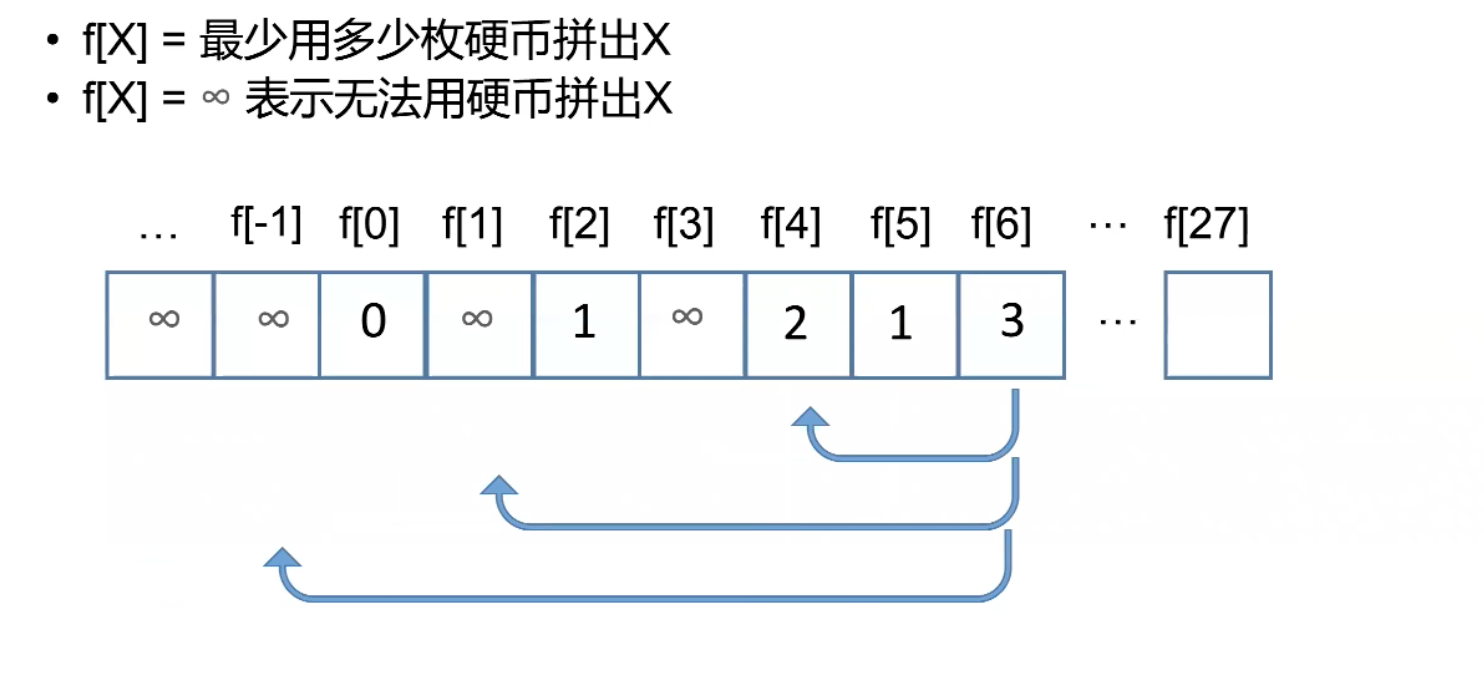 • f[X] = 最少用多少枚硬币拼出X
• f[X] = ∞ 表示无法用硬币拼出X
… f[-1] f[0] f[1] f[2] f[3] f[4] f[5] f[6] … f[27]
∞ ∞ 0 ∞ 1 ∞ 2 1 3 …